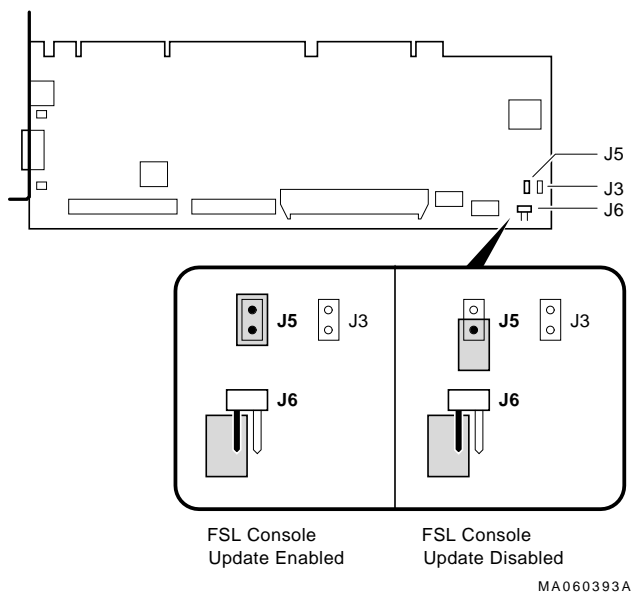 J5
J3
J6
J5 J3 J5 J3
J6 J6
FSL Console FSL Console
Update Enabled Update Disabled
MA060393A